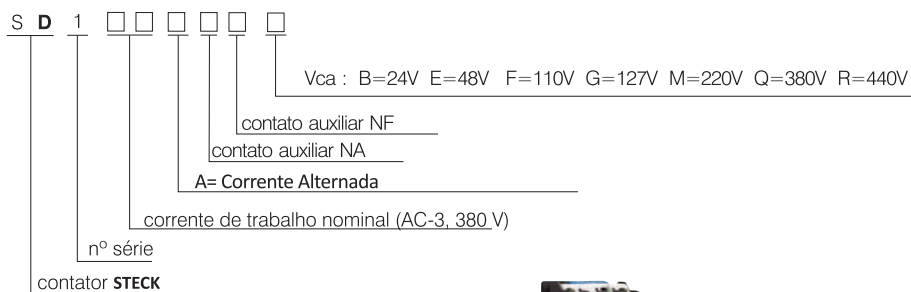 S D 1 □ □ □ □ □ □
Vca : B=24V E=48V F=110V G=127V M=220V Q=380V R=440V
contato auxiliar NF
contato auxiliar NA
A= Corrente Alternada
corrente de trabalho nominal (AC-3, 380 V)
nº série
contator STECK